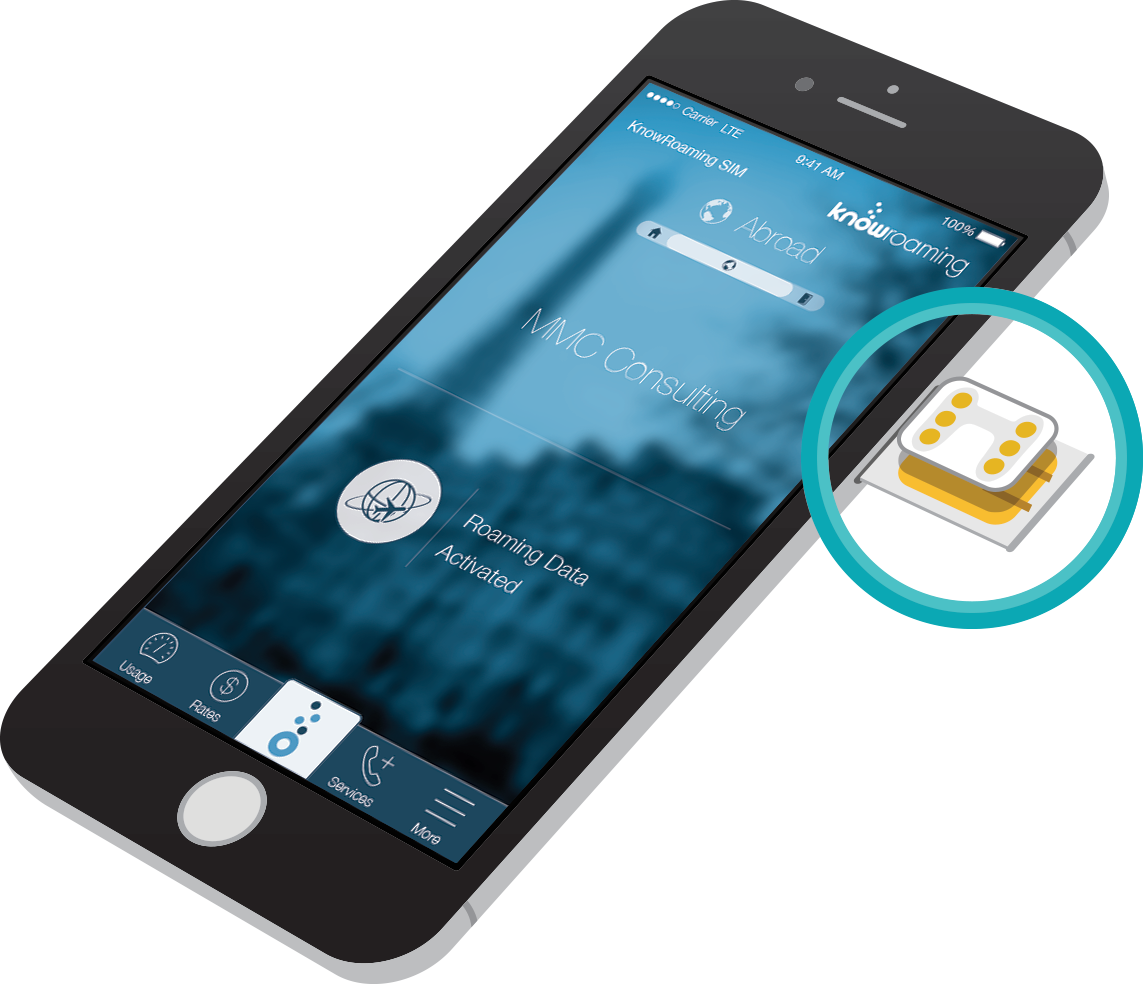 Carrier LTE
9:41 AM
100%
KnowRoaming SIM
knowroaming
Abroad
MMC Consulting
Roaming Data
Activated
Usage
Rates
Services
More